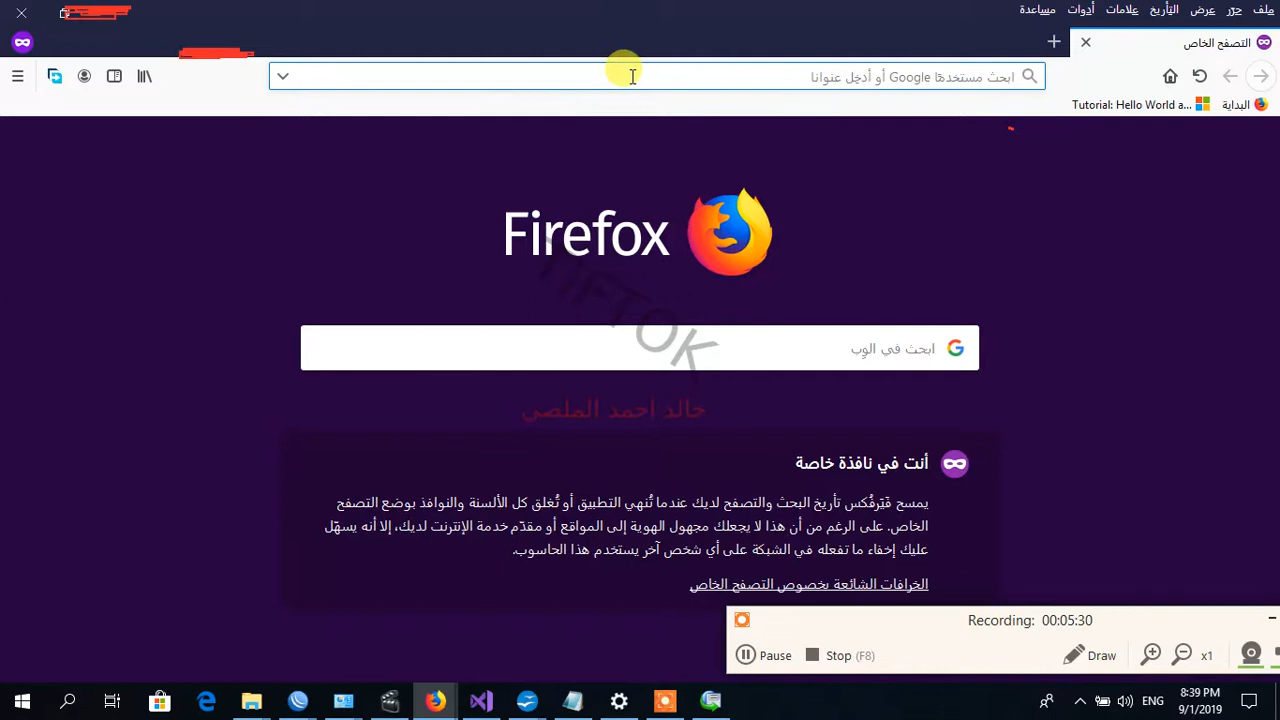 ملف حرّر عرض التأريخ علامات أدوات مساعدة
التصفح الخاص
ابحث مستخدمًا Google أو أدخِل عنوانا
البداية Tutorial: Hello World a...
Firefox
TIFTOK
ابحث في الوِب
خالد احمد الملصي
أنت في نافذة خاصة
يمسح فَيَرفُكس تأريخ البحث والتصفح لديك عندما تُنهي التطبيق أو تُغلق كل الألسنة والنوافذ بوضع التصفح
الخاص. على الرغم من أن هذا لا يجعلك مجهول الهوية إلى المواقع أو مقدّم خدمة الإنترنت لديك، إلا أنه يسهّل
عليك إخفاء ما تفعله في الشبكة على أي شخص آخر يستخدم هذا الحاسوب.
الخرافات الشائعة بخصوص التصفح الخاص
Recording: 00:05:30
Pause Stop (F8) Draw x1
ENG 8:39 PM
9/1/2019